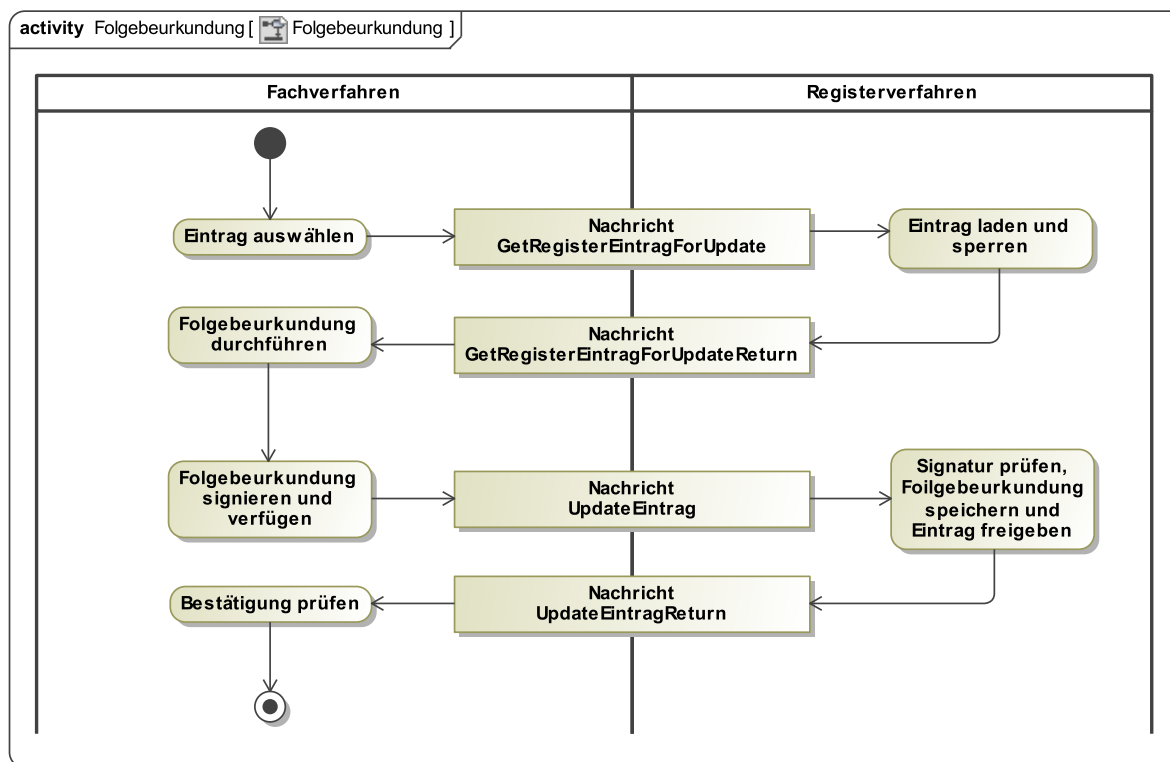 activity Folgebeurkundung [ Folgebeurkundung ]
Fachverfahren
Registerverfahren
Eintrag auswählen
Nachricht
GetRegisterEintragForUpdate
Eintrag laden und
sperren
Folgebeurkundung
durchführen
Nachricht
GetRegisterEintragForUpdateReturn
Folgebeurkundung
signieren und
verfügen
Nachricht
UpdateEintrag
Signatur prüfen,
Foilgebeurkundung
speichern und
Eintrag freigeben
Bestätigung prüfen
Nachricht
UpdateEintragReturn